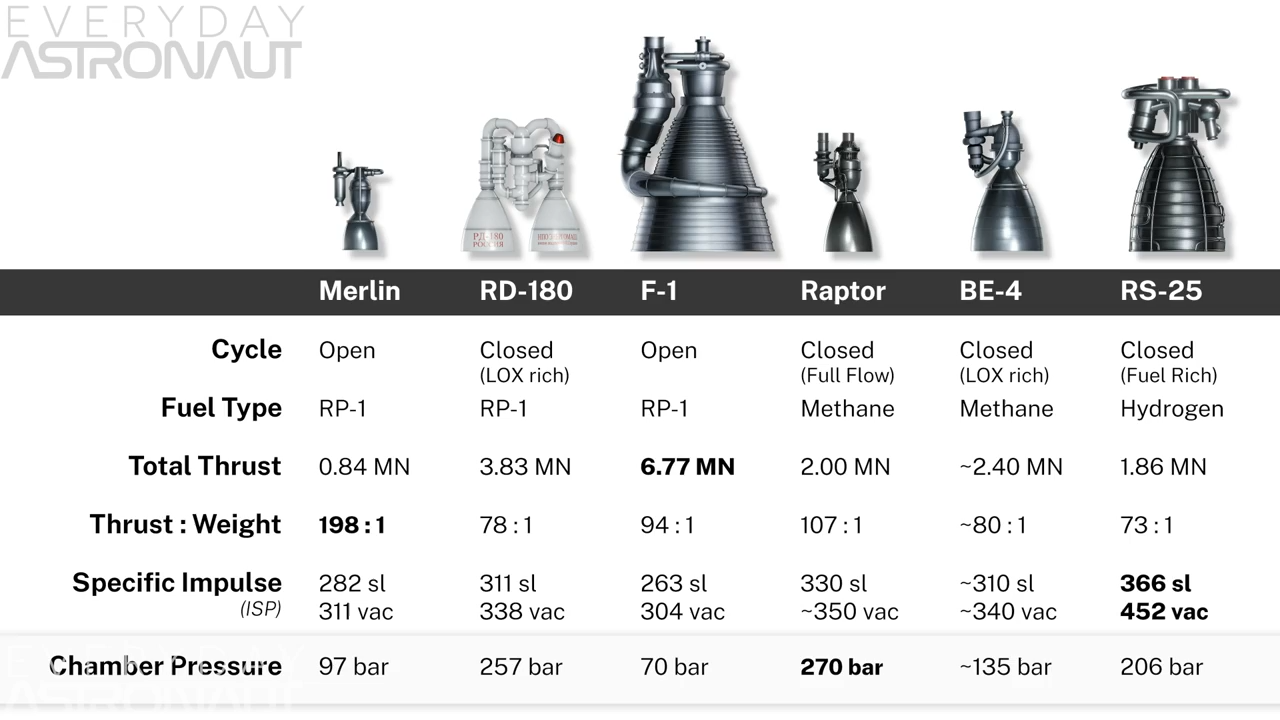 EVERYDAY
ASTRONAUT
РД-180
РОССИЯ
Merlin RD-180 F-1 Raptor BE-4 RS-25
Cycle Open Closed Open Closed Closed Closed
(LOX rich) (Full Flow) (LOX rich) (Fuel Rich)
Fuel Type RP-1 RP-1 RP-1 Methane Methane Hydrogen
Total Thrust 0.84 MN 3.83 MN 6.77 MN 2.00 MN ~2.40 MN 1.86 MN
Thrust : Weight 198 : 1 78 : 1 94 : 1 107 : 1 ~80 : 1 73 : 1
Specific Impulse 282 sl 311 sl 263 sl 330 sl ~310 sl 366 sl
(ISP) 311 vac 338 vac 304 vac ~350 vac ~340 vac 452 vac
EVERYDAY
Chamber Pressure 97 bar 257 bar 70 bar 270 bar ~135 bar 206 bar
ASTRONAUT